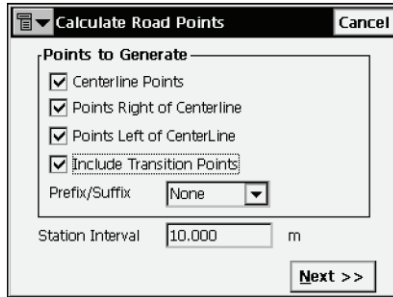 Calculate Road Points Cancel
Points to Generate
Centerline Points
Points Right of Centerline
Points Left of CenterLine
Include Transition Points
Prefix/Suffix None
Station Interval 10.000 m
Next >>